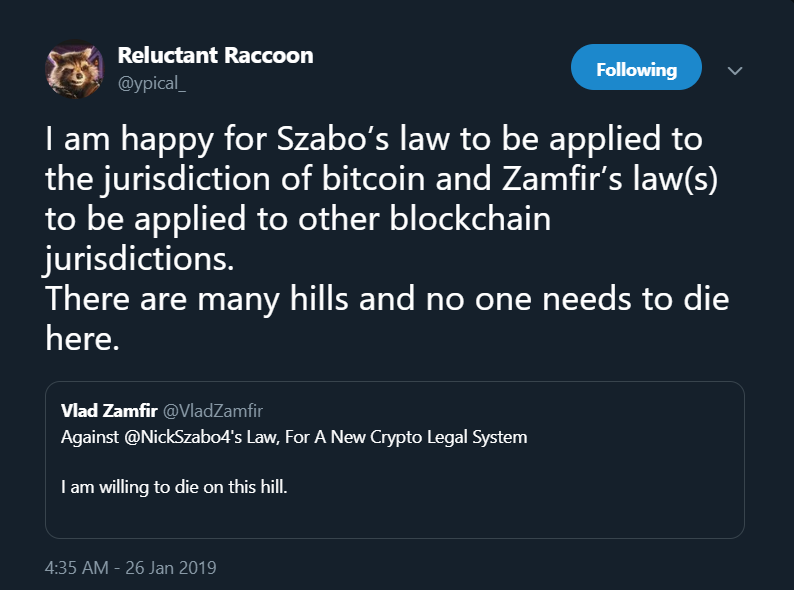 Reluctant Raccoon
@ypical_
Following
I am happy for Szabo’s law to be applied to
the jurisdiction of bitcoin and Zamfir’s law(s)
to be applied to other blockchain
jurisdictions.
There are many hills and no one needs to die
here.
Vlad Zamfir @VladZamfir
Against @NickSzabo4's Law, For A New Crypto Legal System
I am willing to die on this hill.
4:35 AM - 26 Jan 2019